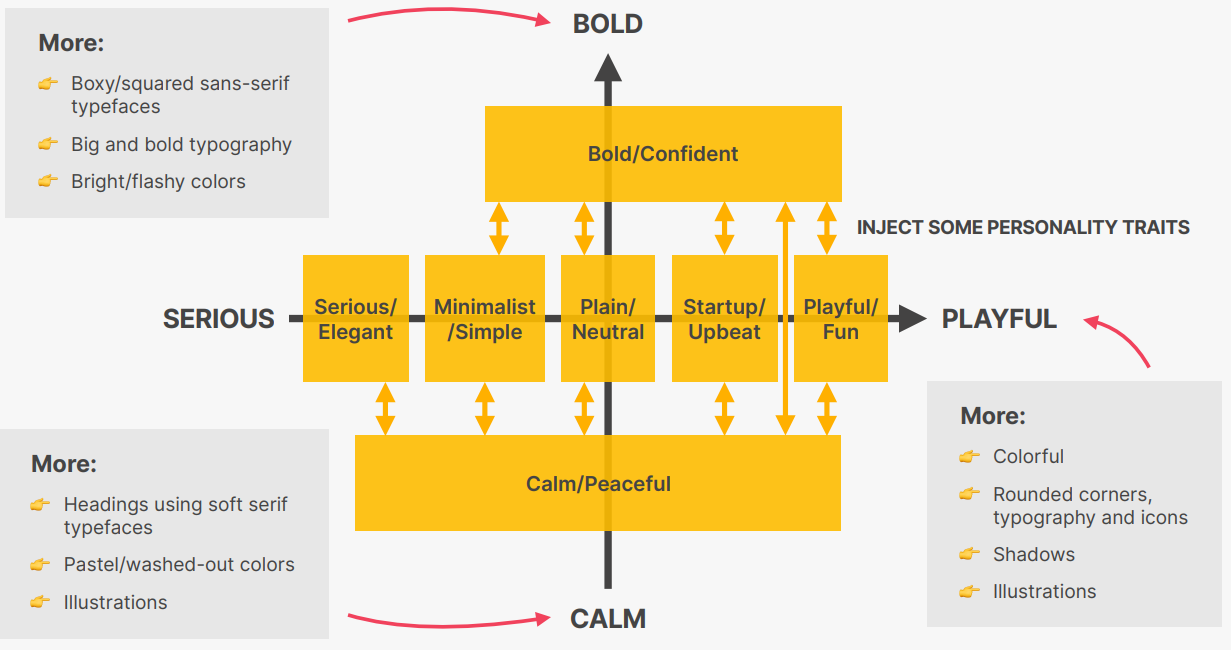 BOLD
More:
Boxy/squared sans-serif
typefaces
Big and bold typography
Bright/flashy colors
Bold/Confident
INJECT SOME PERSONALITY TRAITS
SERIOUS
Serious/
Elegant
Minimalist
/Simple
Plain/
Neutral
Startup/
Upbeat
Playful/
Fun
PLAYFUL
More:
Headings using soft serif
typefaces
Pastel/washed-out colors
Illustrations
Calm/Peaceful
More:
Colorful
Rounded corners,
typography and icons
Shadows
Illustrations
CALM